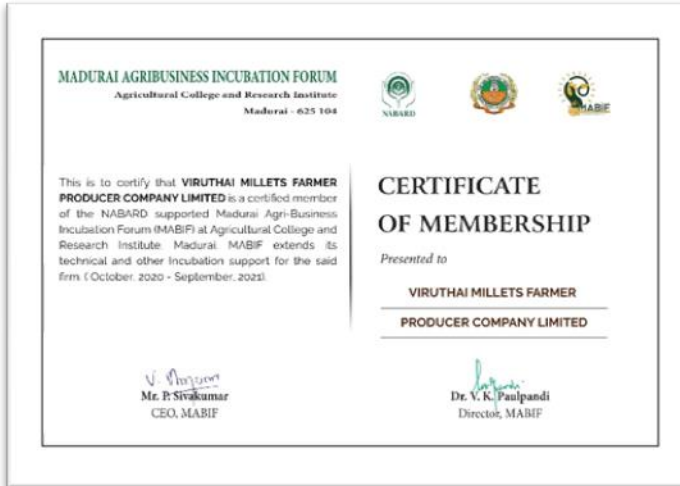 MADURAI AGRIBUSINESS INCUBATION FORUM
Agricultural College and Research Institute
Madurai - 625 104
NABARD
MABIF
This is to certify that VIRUTHAI MILLETS FARMER
PRODUCER COMPANY LIMITED is a certified member
of the NABARD supported Madurai Agri-Business
Incubation Forum (MABIF) at Agricultural College and
Research Institute, Madurai. MABIF extends its
technical and other Incubation support for the said
firm. ( October, 2020 - September, 2021).
CERTIFICATE
OF MEMBERSHIP
Presented to
VIRUTHAI MILLETS FARMER
PRODUCER COMPANY LIMITED
Mr. P. Sivakumar
CEO, MABIF
Dr. V. K. Paulpandi
Director, MABIF